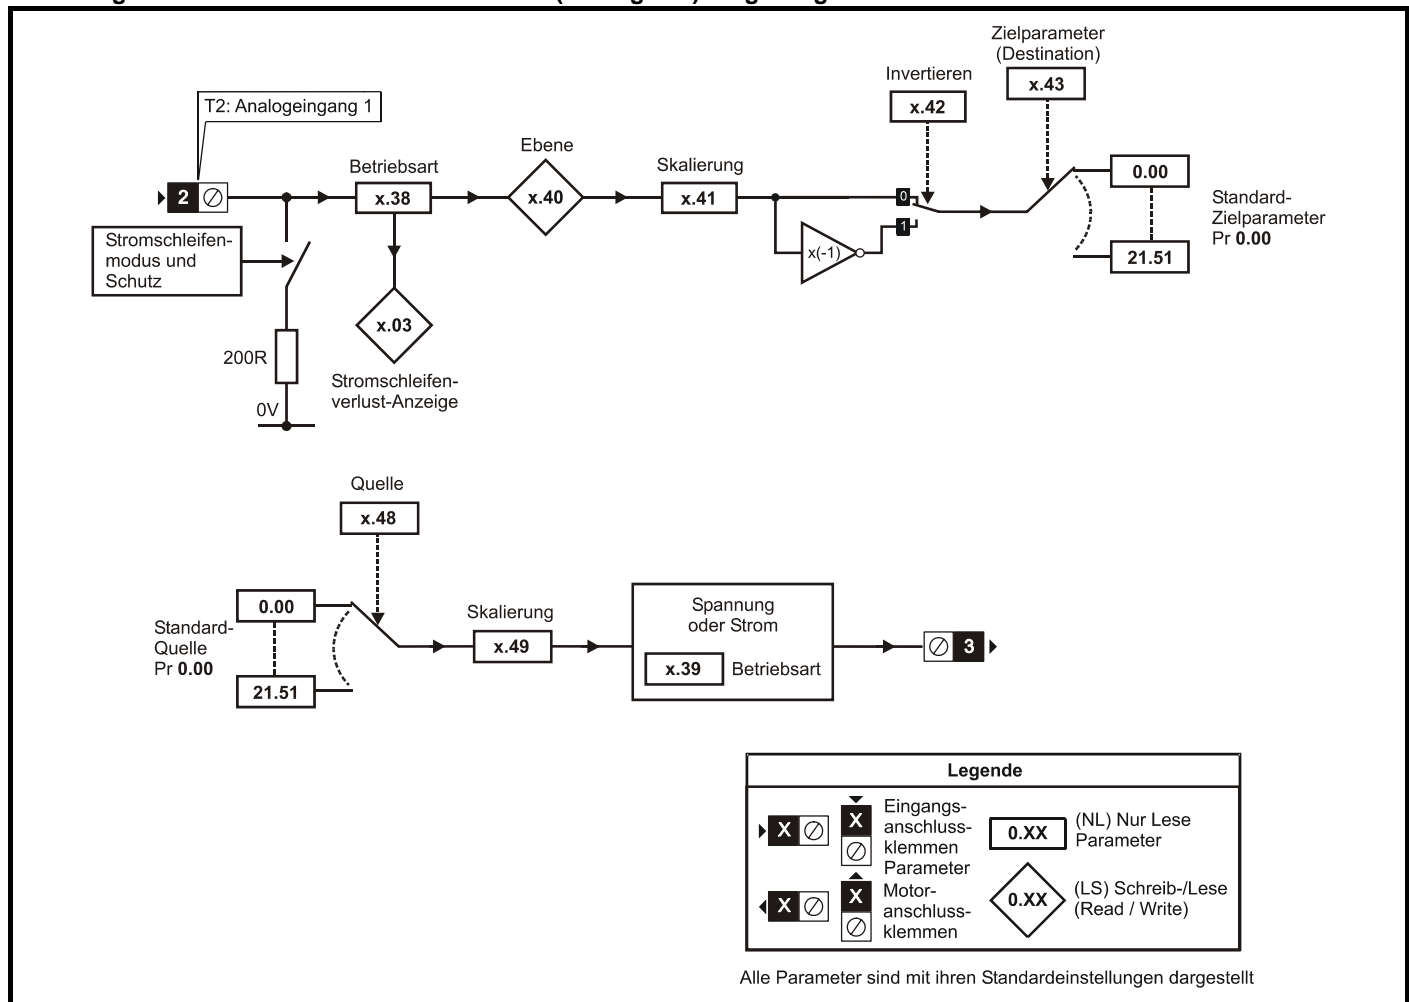 T2: Analogeingang 1
Zielparameter
(Destination)
x.43
Invertieren
x.42
2
Betriebsart
x.38
Ebene
x.40
Skalierung
x.41
0
1
x(-1)
0.00
21.51
Standard-
Zielparameter
Pr 0.00
Stromschleifen-
modus und
Schutz
200R
0V
x.03
Stromschleifen-
verlust-Anzeige
Quelle
x.48
Standard-
Quelle
Pr 0.00
0.00
21.51
Skalierung
x.49
Spannung
oder Strom
x.39 Betriebsart
3
Legende
X
X
Eingangs-
anschluss-
klemmen
Parameter
0.XX
(NL) Nur Lese
Parameter
X
X
Motor-
anschluss-
klemmen
0.XX
(LS) Schreib-/Lese
(Read / Write)
Alle Parameter sind mit ihren Standardeinstellungen dargestellt